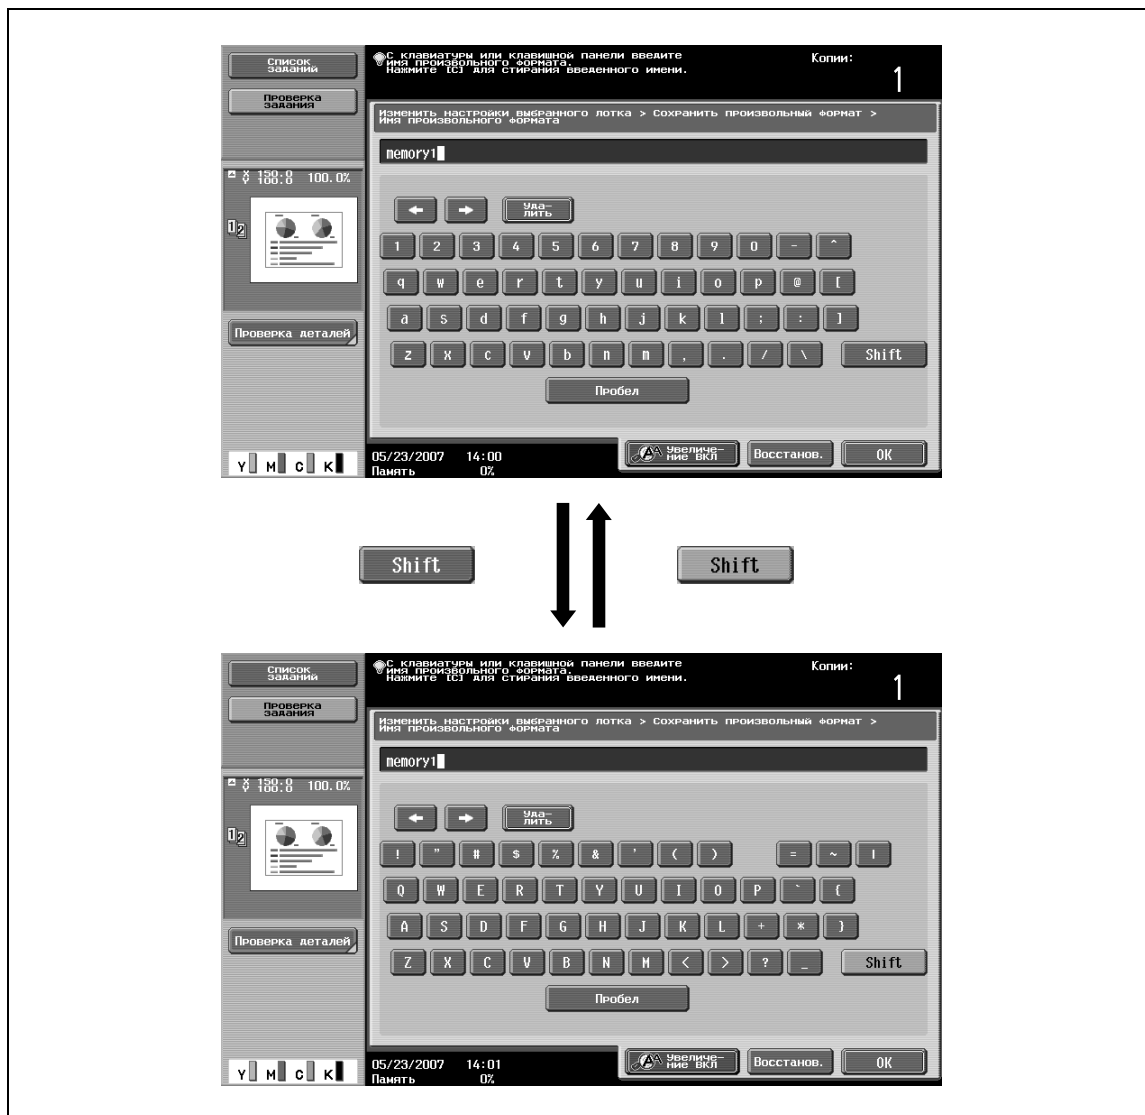 Список
заданий
Проверка
задания
С клавиатуры или клавишной панели введите
имя произвольного формата.
Нажмите [C] для стирания введенного имени.
Копии:
1
Изменить настройки выбранного лотка > Сохранить произвольный формат >
Имя произвольного формата
memory1
X
Y 100.0% 
1 2
Уда-
лить
1 2 3 4 5 6 7 8 9 0 - ^
q w e r t y u i o p @ [
a s d f g h j k l ; : ]
z x c v b n m , . / \ Shift
Пробел
Проверка деталей
Y M C K
05/23/2007 14:00
Память 0%
Увеличе-
ние ВКЛ
Восстанов.
OK
Shift
Shift
Список
заданий
Проверка
задания
С клавиатуры или клавишной панели введите
имя произвольного формата.
Нажмите [C] для стирания введенного имени.
Копии:
1
Изменить настройки выбранного лотка > Сохранить произвольный формат >
Имя произвольного формата
memory1
X
Y 100.0%
1 2
Уда-
лить
! " # $ % & ' ( ) = ~ |
Q W E R T Y U I O P ` {
A S D F G H J K L + * }
Z X C V B N M < > ? _ Shift
Пробел
Проверка деталей
Y M C K
05/23/2007 14:01
Память 0%
Увеличе-
ние ВКЛ
Восстанов.
OK